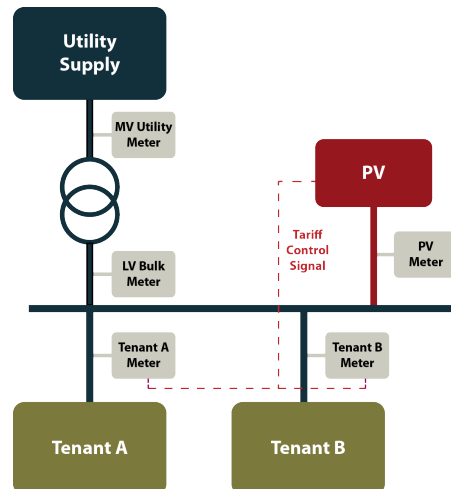 Utility
Supply
MV Utility
Meter
PV
Tariff
Control
Signal
PV
Meter
LV Bulk
Meter
Tenant A
Meter
Tenant B
Meter
Tenant A
Tenant B